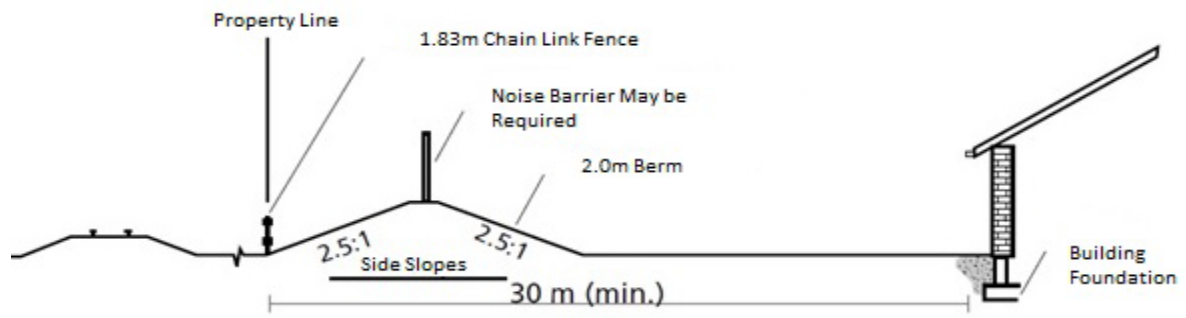 Property Line
1.83m Chain Link Fence
Noise Barrier May be
Required
2.0m Berm
2.5:1
2.5:1
Side Slopes
30 m (min.)
Building
Foundation